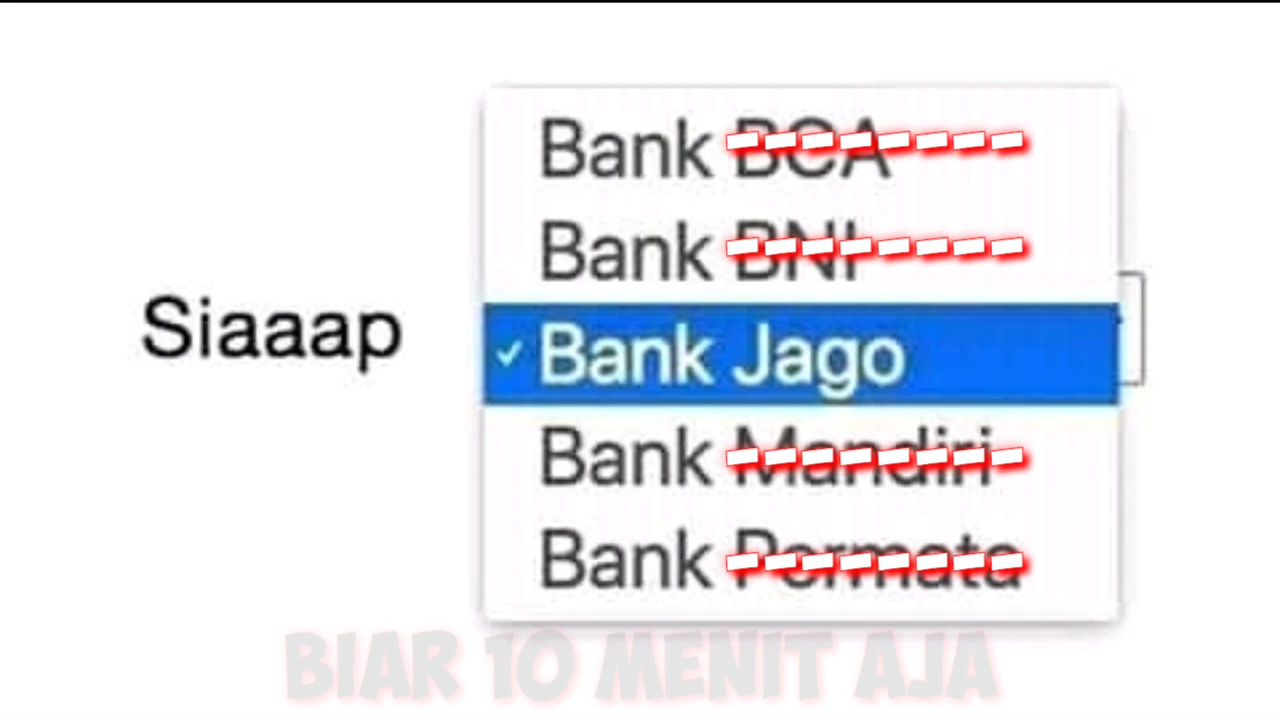 Bank BCA
Bank BNI
Siaaap
✓ Bank Jago
Bank Mandiri
Bank Permata
BIAR 10 MENIT AJA